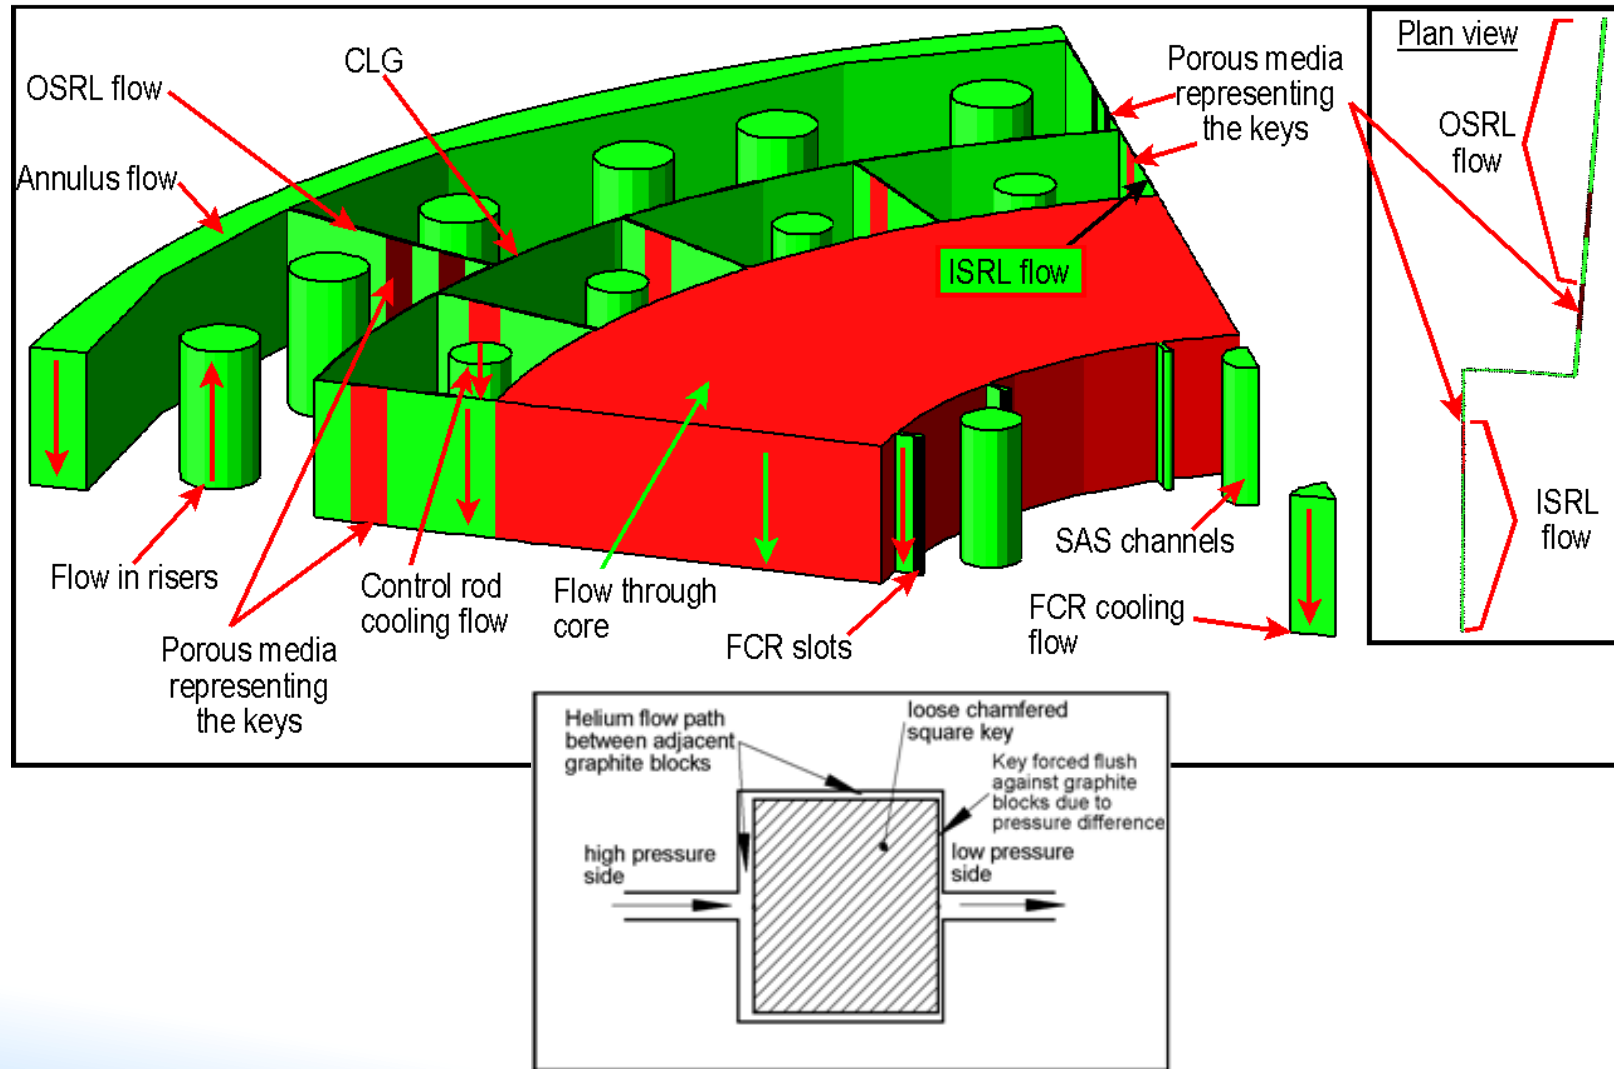 CLG
OSRL flow
Annulus flow
Porous media
representing
the keys
Plan view
OSRL
flow
ISRL flow
ISRL
flow
SAS channels
Flow in risers
Control rod
cooling flow
Flow through
core
FCR slots
FCR cooling
flow
Porous media
representing
the keys
Helium flow path
between adjacent
graphite blocks
loose chamfered
square key
Key forced flush
against graphite
blocks due to
pressure difference
high pressure
side
low pressure
side